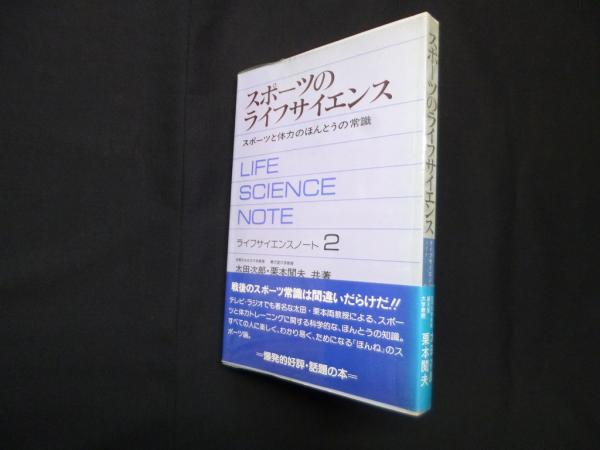 スポーツの
ライフサイエンス
スポーツと体力のほんとうの常識
LIFE
SCIENCE
NOTE
ライフサイエンスノート 2
太田次郎・栗本閲夫 共著
戦後のスポーツ常識は間違いだらけだ!!
テレビ・ラジオでも著名な太田・栗本両教授による、スポーツ
と体力トレーニングに関する科学的な、ほんとうの知識。
すべての人に楽しく、わかり易く、ためになる「ほんね」のス
ポーツ論。
＝爆発的好評・話題の本＝
スポーツのライフサイエンス
栗本閲夫